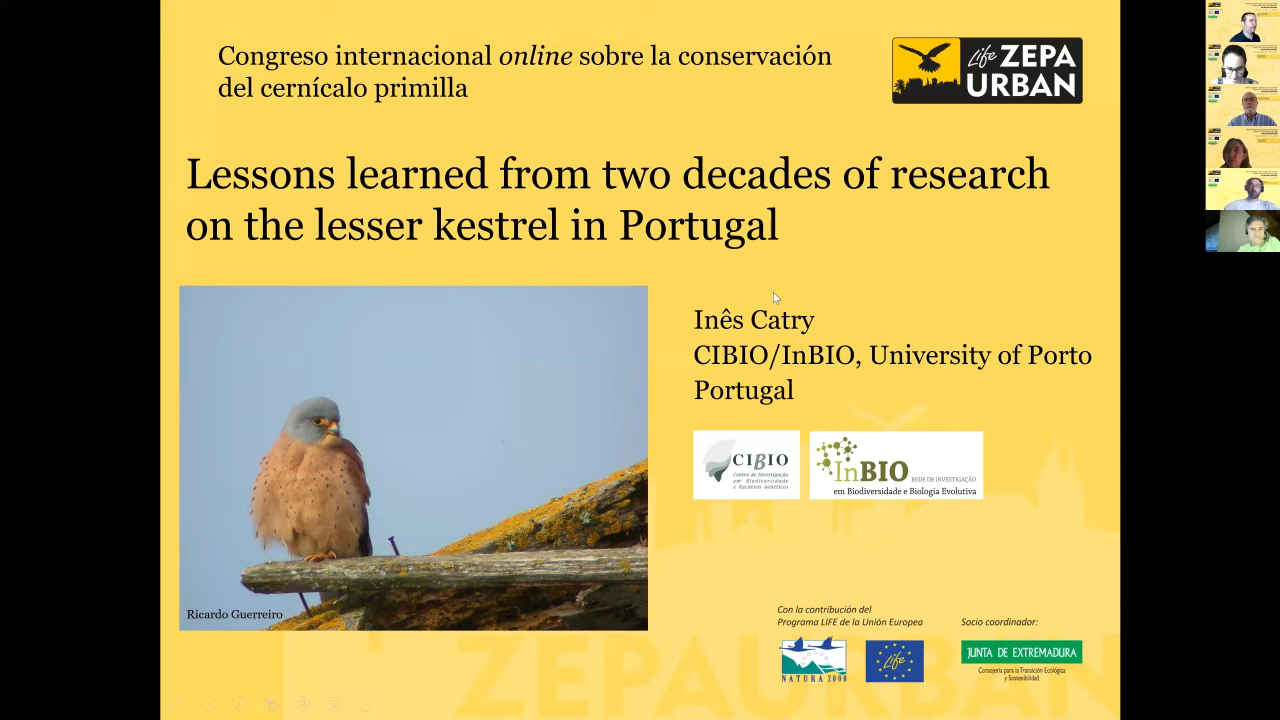 Congreso internacional online sobre la conservación
del cernícalo primilla
Life ZEPA
URBAN
Lessons learned from two decades of research
on the lesser kestrel in Portugal
Inês Catry
CIBIO/InBIO, University of Porto
Portugal
CIBIO
Centro de Investigação
em Biodiversidade
e Recursos Genéticos
InBIO
REDE DE INVESTIGAÇÃO
em Biodiversidade e Biologia Evolutiva
Ricardo Guerreiro
Con la contribución del
Programa LIFE de la Unión Europea
Socio coordinador:
NATURA 2000
Life
JUNTA DE EXTREMADURA
Consejería para la Transición Ecológica
y Sostenibilidad
ZEPAURBAN